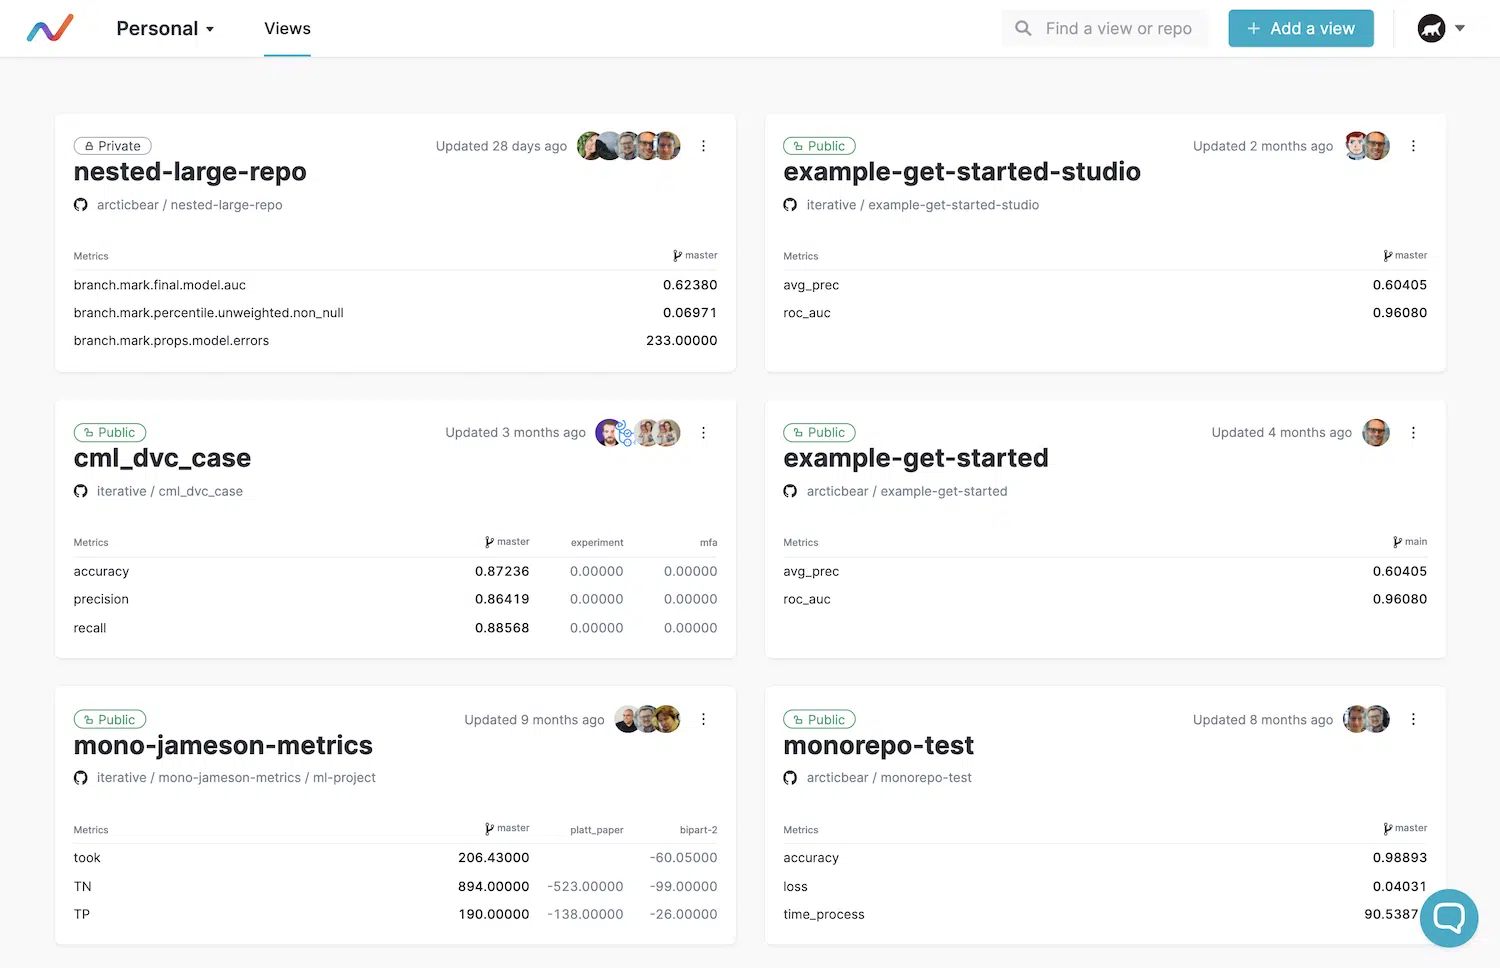 Personal
Views
Find a view or repo
+ Add a view
Private
Updated 28 days ago
nested-large-repo
arcticbear / nested-large-repo
Metrics master
branch.mark.final.model.auc 0.62380
branch.mark.percentile.unweighted.non_null 0.06971
branch.mark.props.model.errors 233.00000
Public
Updated 2 months ago
example-get-started-studio
iterative / example-get-started-studio
Metrics master
avg_prec 0.60405
roc_auc 0.96080
Public
Updated 3 months ago
cml_dvc_case
iterative / cml_dvc_case
Metrics master experiment mfa
accuracy 0.87236 0.00000 0.00000
precision 0.86419 0.00000 0.00000
recall 0.88568 0.00000 0.00000
Public
Updated 4 months ago
example-get-started
arcticbear / example-get-started
Metrics main
avg_prec 0.60405
roc_auc 0.96080
Public
Updated 9 months ago
mono-jameson-metrics
iterative / mono-jameson-metrics / ml-project
Metrics master platt_paper bipart-2
took 206.43000 -60.05000
TN 894.00000 -523.00000 -99.00000
TP 190.00000 -138.00000 -26.00000
Public
Updated 8 months ago
monorepo-test
arcticbear / monorepo-test
Metrics master
accuracy 0.98893
loss 0.04031
time_process 90.5387